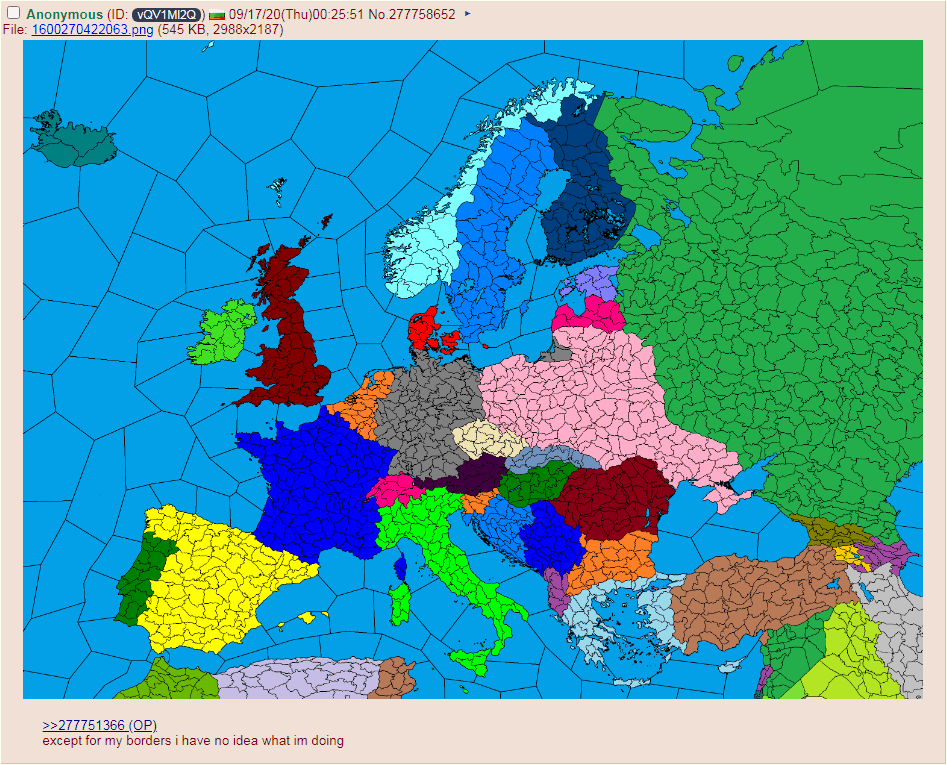 Anonymous (ID: vQV1Ml2Q) 09/17/20(Thu)00:25:51 No.277758652
File: 1600270422063.png (545 KB, 2988x2187)
>>277751366 (OP)
except for my borders i have no idea what im doing